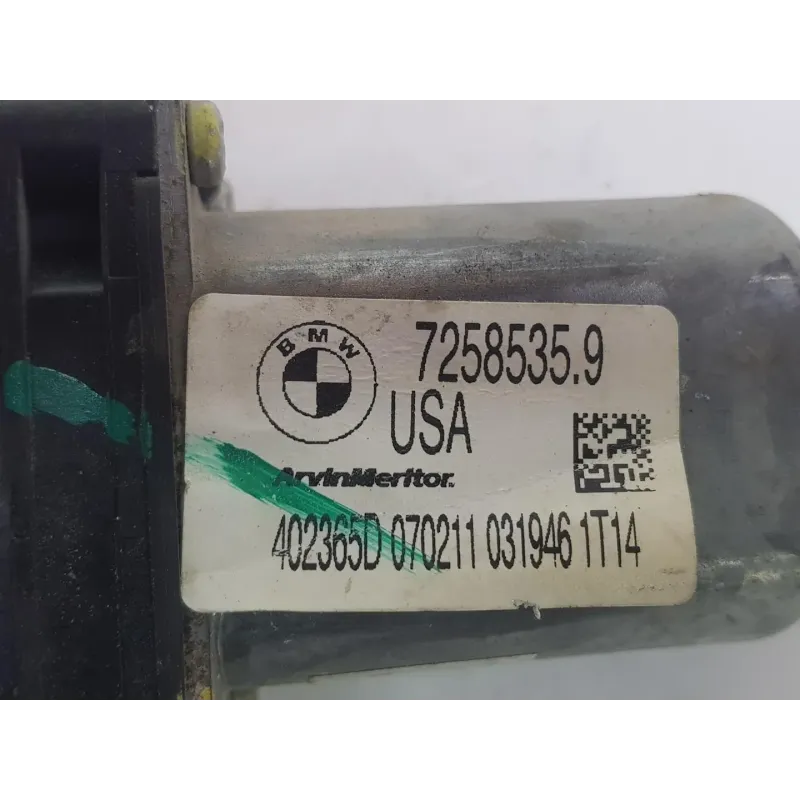 BMW
7258535.9
USA
ArvinMeritor.
402365D 070211 031946 1T14